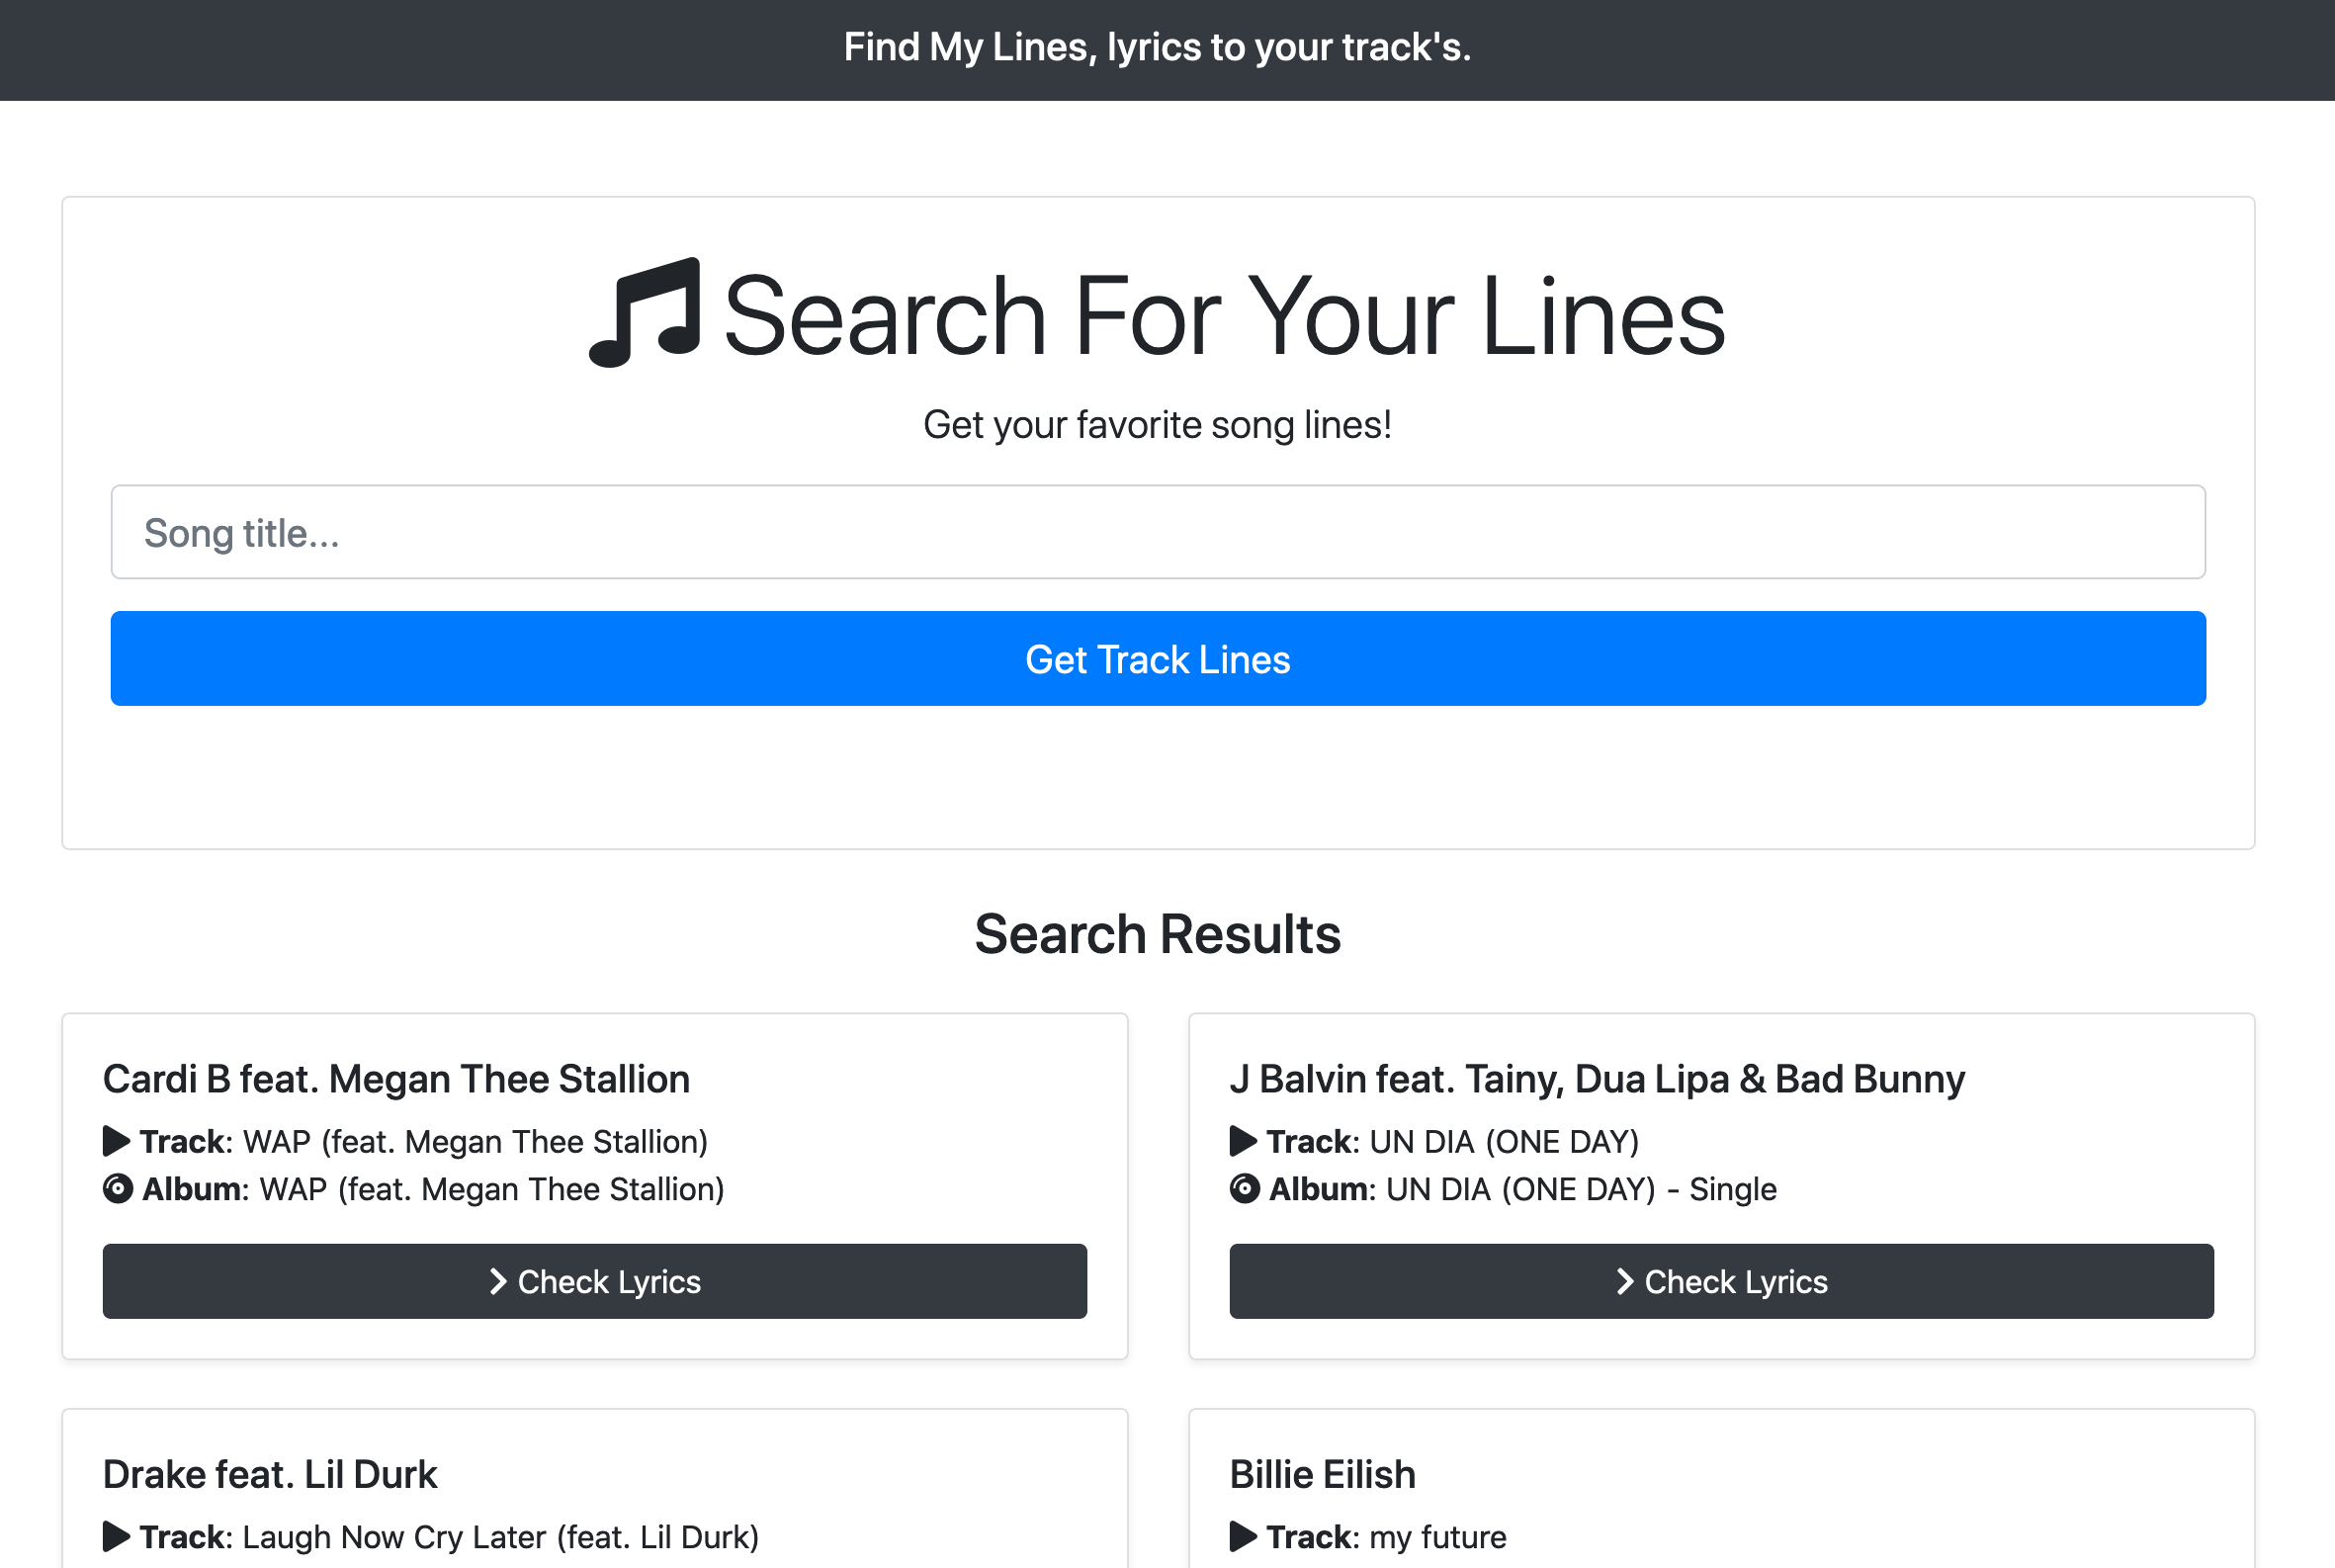 Find My Lines, lyrics to your track's.
Search For Your Lines
Get your favorite song lines!
Song title...
Get Track Lines
Search Results
Cardi B feat. Megan Thee Stallion
Track: WAP (feat. Megan Thee Stallion)
Album: WAP (feat. Megan Thee Stallion)
Check Lyrics
J Balvin feat. Tainy, Dua Lipa & Bad Bunny
Track: UN DIA (ONE DAY)
Album: UN DIA (ONE DAY) - Single
Check Lyrics
Drake feat. Lil Durk
Track: Laugh Now Cry Later (feat. Lil Durk)
Billie Eilish
Track: my future